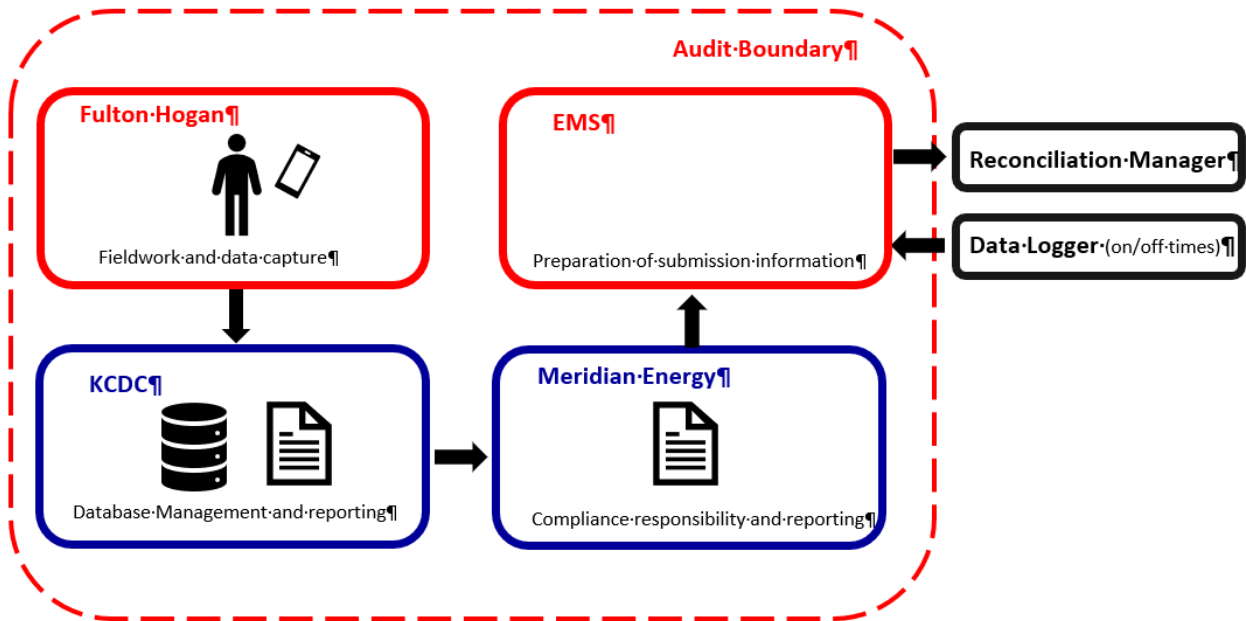 Audit·Boundary¶
Fulton·Hogan¶
Fieldwork·and·data·capture¶
EMS¶
Preparation·of·submission·information¶
Reconciliation·Manager¶
Data·Logger·(on/off·times)¶
KCDC¶
Database·Management·and·reporting¶
Meridian·Energy¶
Compliance·responsibility·and·reporting¶